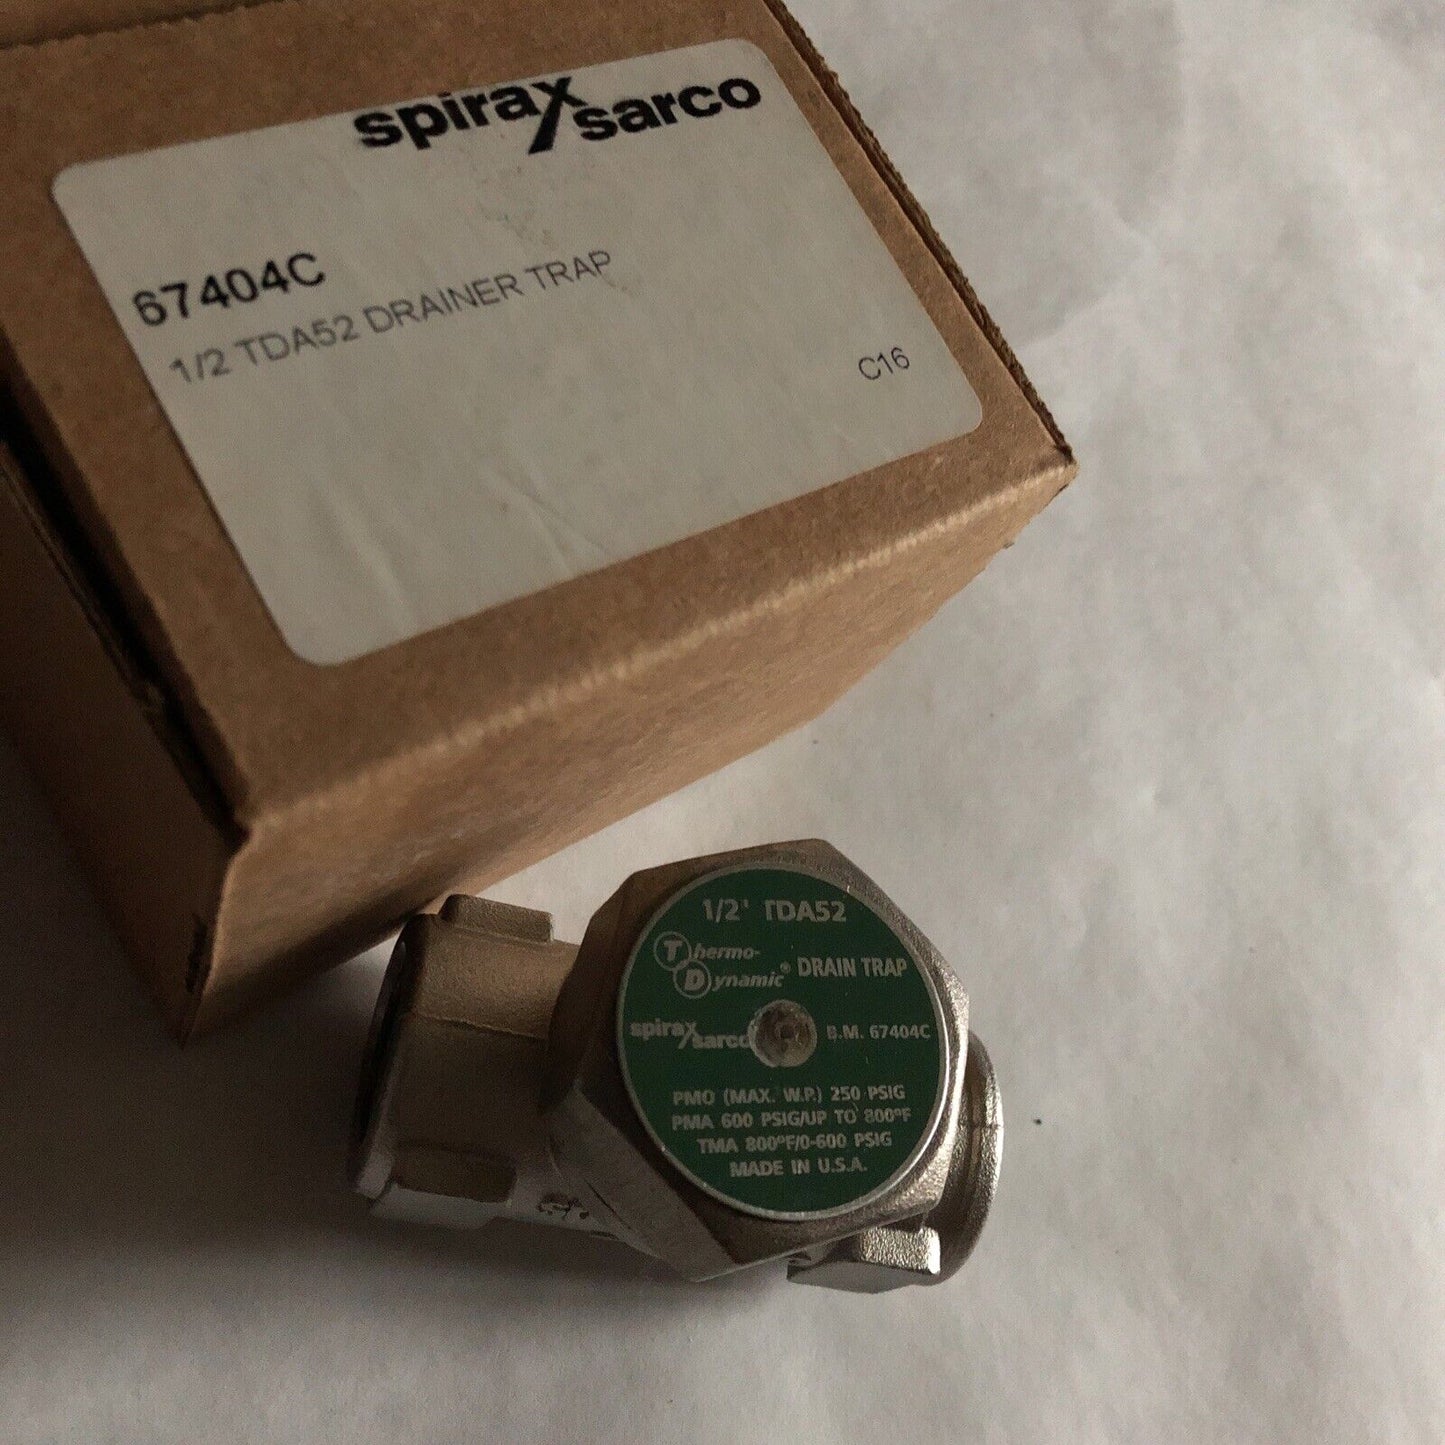 spirax sarco
67404C
1/2 TDA52 DRAINER TRAP
C16
1/2" TDA52
Thermo-
Dynamic® DRAIN TRAP
spirax sarco B.M. 67404C
PMO (MAX. W.P.) 250 PSIG
PMA 600 PSIG/UP TO 800°F
TMA 800°F/0-600 PSIG
MADE IN U.S.A.